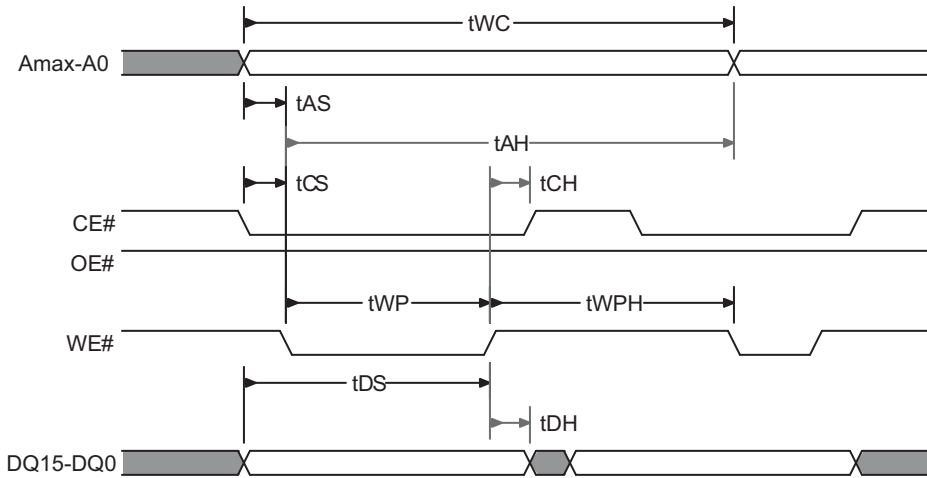 tWC
Amax-A0
tAS
tAH
tCS
tCH
CE#
OE#
tWP
tWPH
WE#
tDS
tDH
DQ15-DQ0